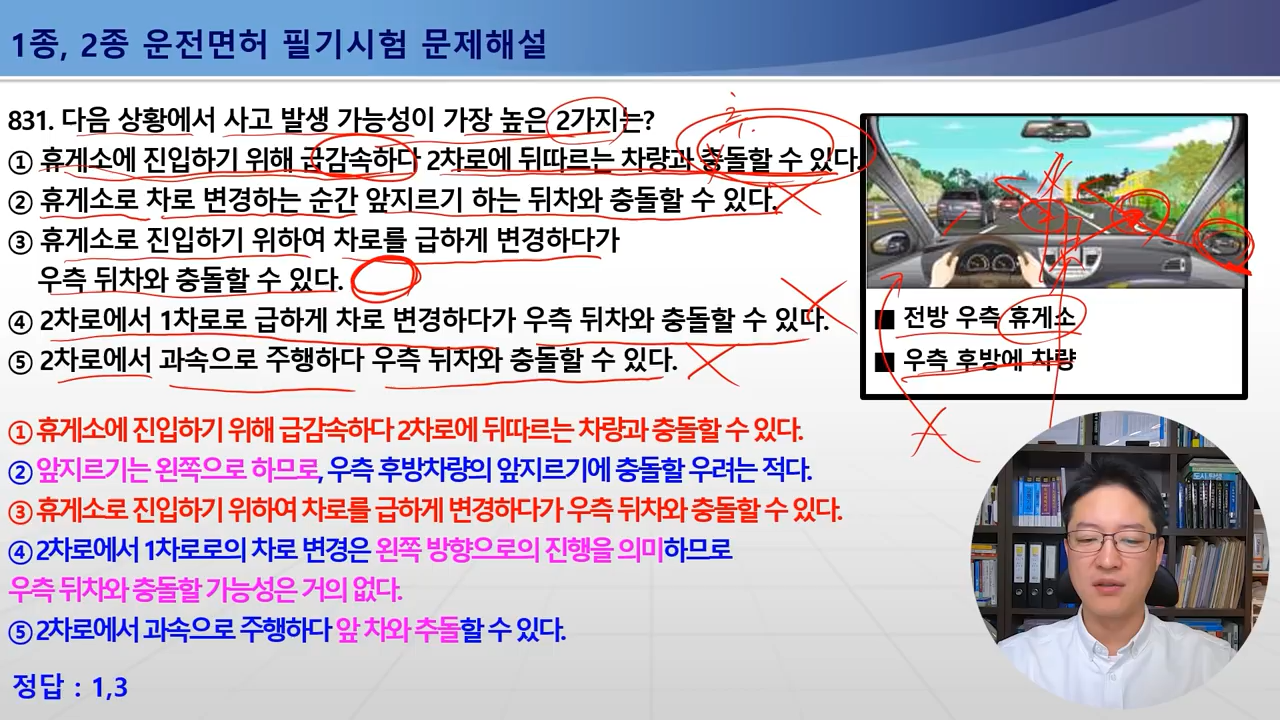 1종, 2종 운전면허 필기시험 문제해설
831. 다음 상황에서 사고 발생 가능성이 가장 높은 2가지는?
① 휴게소에 진입하기 위해 급감속하다 2차로에 뒤따르는 차량과 충돌할 수 있다.
② 휴게소로 차로 변경하는 순간 앞지르기 하는 뒤차와 충돌할 수 있다.
③ 휴게소로 진입하기 위하여 차로를 급하게 변경하다가
우측 뒤차와 충돌할 수 있다.
④ 2차로에서 1차로로 급하게 차로 변경하다가 우측 뒤차와 충돌할 수 있다.
⑤ 2차로에서 과속으로 주행하다 우측 뒤차와 충돌할 수 있다.
■ 전방 우측 휴게소
■ 우측 후방에 차량
① 휴게소에 진입하기 위해 급감속하다 2차로에 뒤따르는 차량과 충돌할 수 있다.
② 앞지르기는 왼쪽으로 하므로, 우측 후방차량의 앞지르기에 충돌할 우려는 적다.
③ 휴게소로 진입하기 위하여 차로를 급하게 변경하다가 우측 뒤차와 충돌할 수 있다.
④ 2차로에서 1차로로의 차로 변경은 왼쪽 방향으로의 진행을 의미하므로
우측 뒤차와 충돌할 가능성은 거의 없다.
⑤ 2차로에서 과속으로 주행하다 앞 차와 추돌할 수 있다.
정답 : 1,3